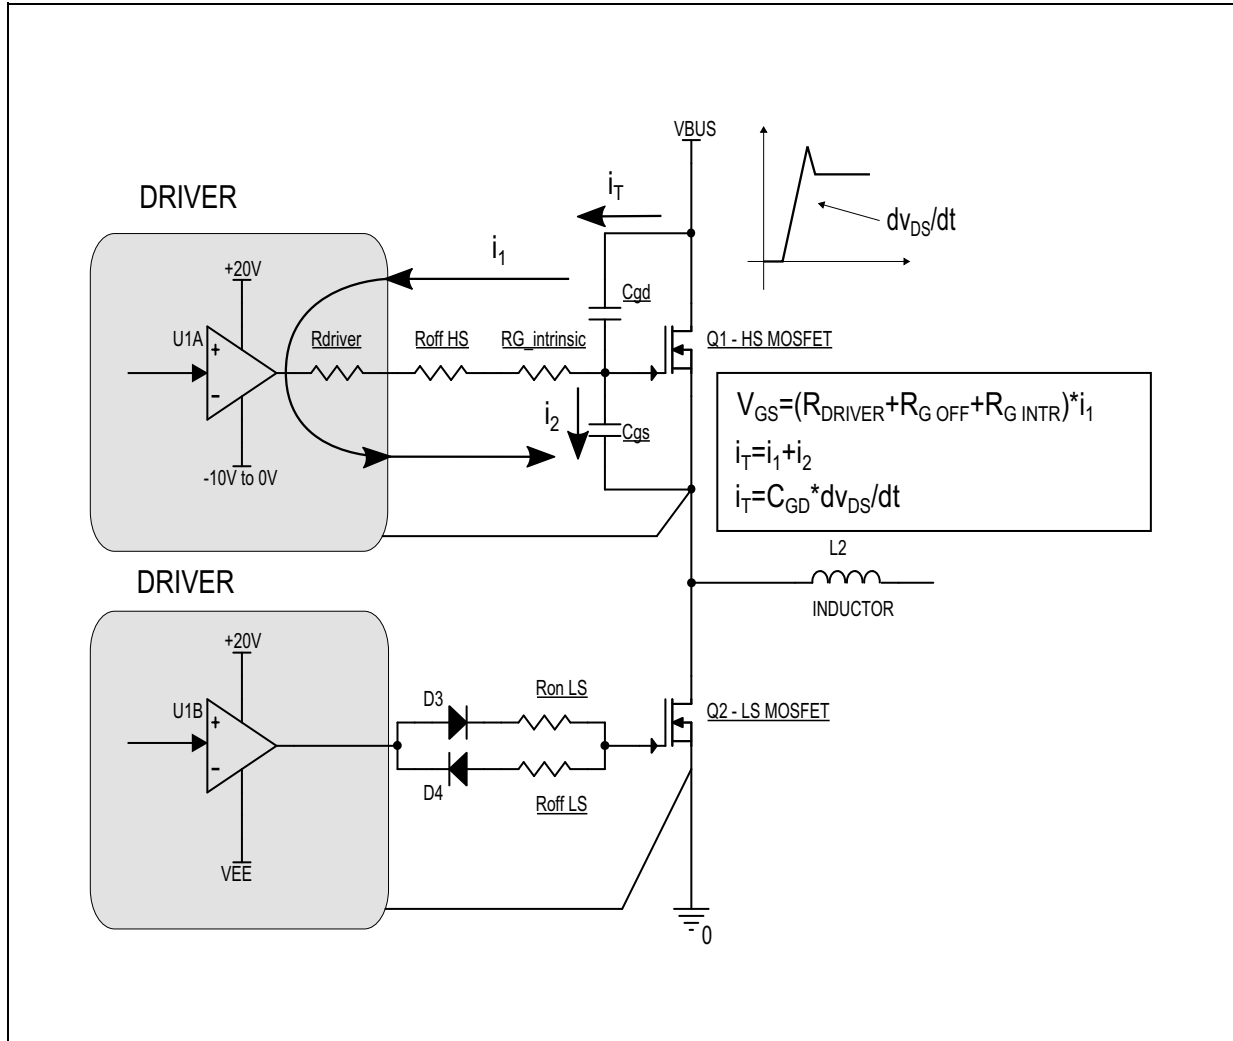 VBUS
DRIVER
iT
dvDS/dt
i1
+20V
Cgd
U1A
Rdriver
Roff HS
RG_intrinsic
Q1 - HS MOSFET
+
-
i2
Cgs
-10V to 0V
VGS=(RDRIVER+RG OFF+RG INTR)*i1
iT=i1+i2
iT=CGD*dvDS/dt
L2
INDUCTOR
DRIVER
+20V
U1B
+
-
D3
Ron LS
Q2 - LS MOSFET
D4
Roff LS
VEE
0